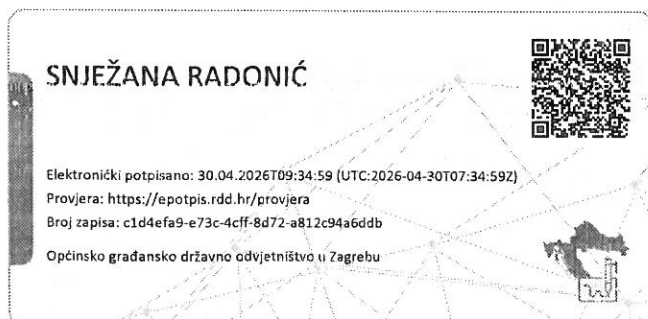 SNJEŽANA RADONIĆ
Elektronički potpisano: 30.04.2026T09:34:59 (UTC:2026-04-30T07:34:59Z)
Provjera: https://epotpis.rdd.hr/provjera
Broj zapisa: c1d4efa9-e73c-4cff-8d72-a812c94a6ddb
Općinsko građansko državno odvjetništvo u Zagrebu